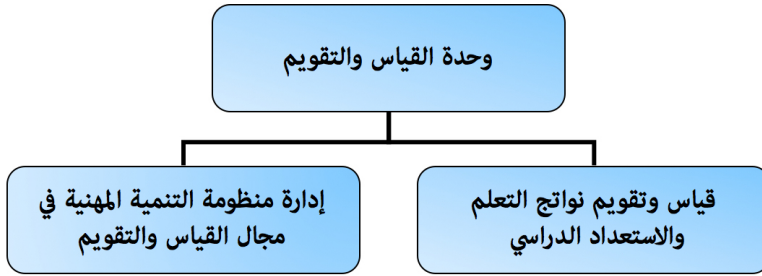 وحدة القياس والتقويم
قياس وتقويم نواتج التعلم
والاستعداد الدراسي
إدارة منظومة التنمية المهنية في
مجال القياس والتقويم